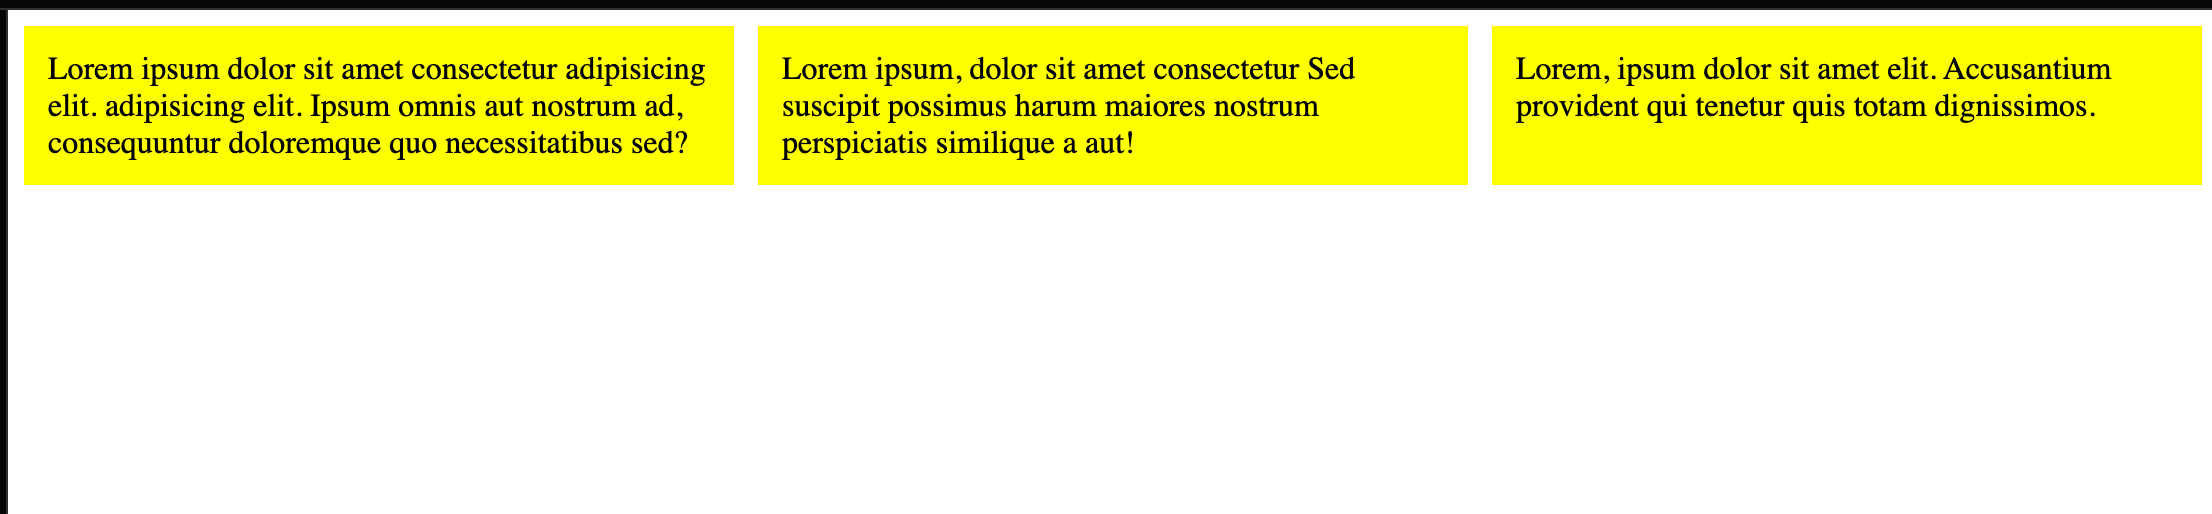 Lorem ipsum dolor sit amet consectetur adipisicing
elit. adipisicing elit. Ipsum omnis aut nostrum ad,
consequuntur doloremque quo necessitatibus sed?
Lorem ipsum, dolor sit amet consectetur Sed
suscipit possimus harum maiores nostrum
perspiciatis similique a aut!
Lorem, ipsum dolor sit amet elit. Accusantium
provident qui tenetur quis totam dignissimos.